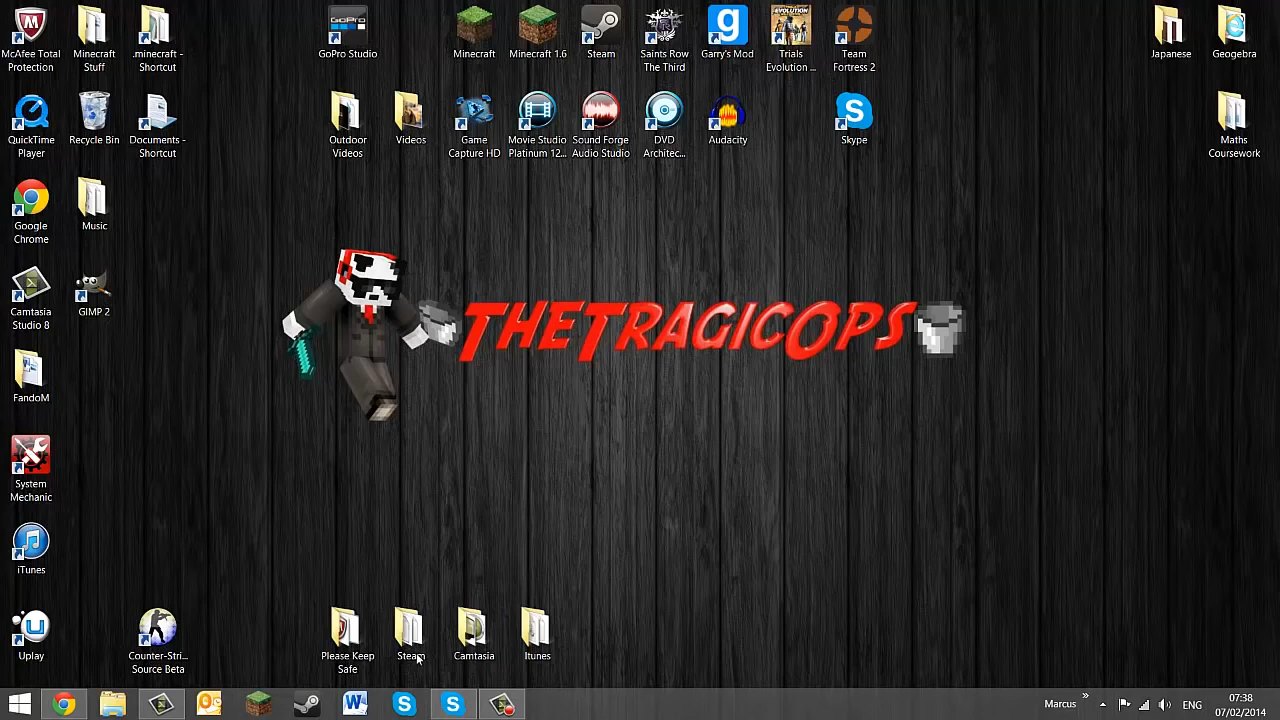 McAfee Total
Protection
Minecraft
Stuff
.minecraft -
Shortcut
GoPro Studio
Minecraft
Minecraft 1.6
Steam
Saints Row
The Third
Garry's Mod
Trials
Evolution ...
Team
Fortress 2
Japanese
Geogebra
QuickTime
Player
Recycle Bin
Documents -
Shortcut
Outdoor
Videos
Videos
Game
Capture HD
Movie Studio
Platinum 12...
Sound Forge
Audio Studio
DVD
Architec...
Audacity
Skype
Maths
Coursework
Google
Chrome
Music
Camtasia
Studio 8
GIMP 2
THETRAGICOPS
FandoM
System
Mechanic
iTunes
Uplay
Counter-Stri...
Source Beta
Please Keep
Safe
Steam
Camtasia
Itunes
Marcus
ENG
07:38
07/02/2014